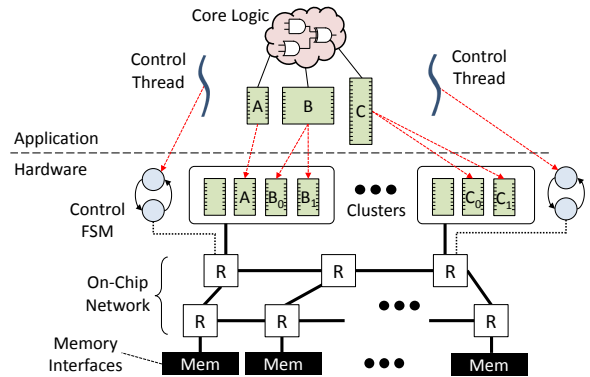 Core Logic
Control
Thread
Control
Thread
A
B
C
Application
Hardware
A
B0
B1
Clusters
C0
C1
Control
FSM
On-Chip
Network
R
R
R
R
R
R
Memory
Interfaces
Mem
Mem
Mem